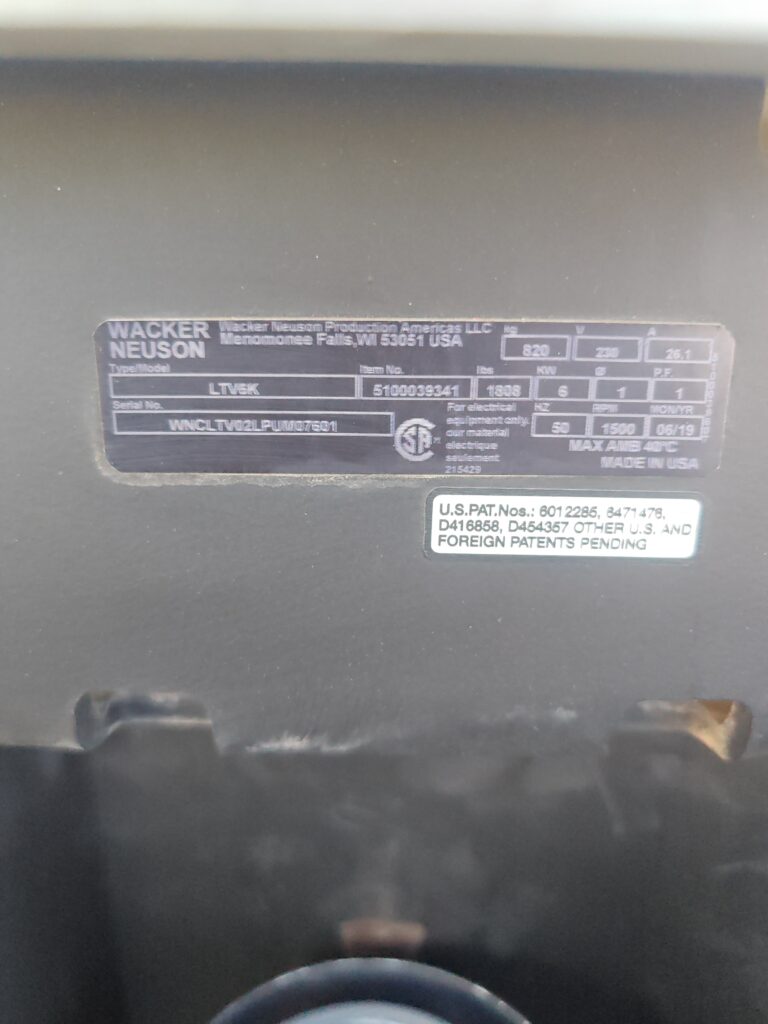 WACKER NEUSON
Wacker Neuson Production Americas LLC
Menomonee Falls,WI 53051 USA
kg V A
820 230 26.1
Type/Model Item No. lbs KW Ø P.F.
5100039341 1808 6 1 1
Serial No. HZ RPM MON/YR
50 1500 06/19
SA
For electrical
equipment only.
our material
electrique
seulement
215429
MAX AMB 40°C
MADE IN USA
U.S.PAT.Nos.: 6012285, 6471476,
D416858, D454357 OTHER U.S. AND
FOREIGN PATENTS PENDING